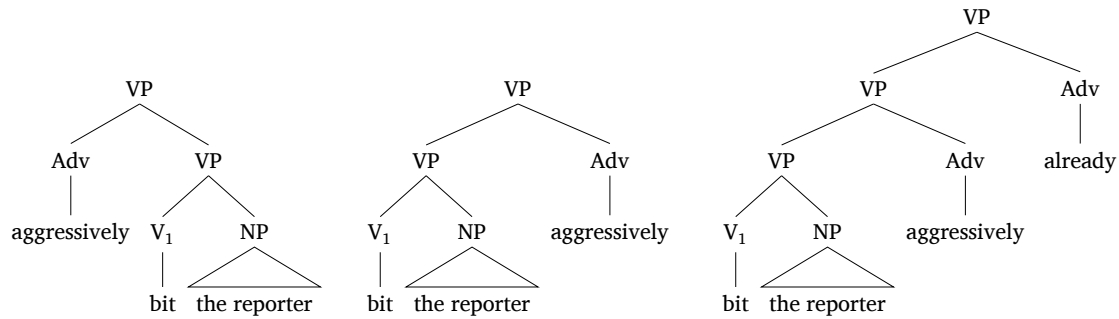 VP
VP VP VP Adv
Adv VP VP Adv VP Adv already
aggressively V₁ NP V₁ NP aggressively V₁ NP aggressively
bit the reporter bit the reporter bit the reporter